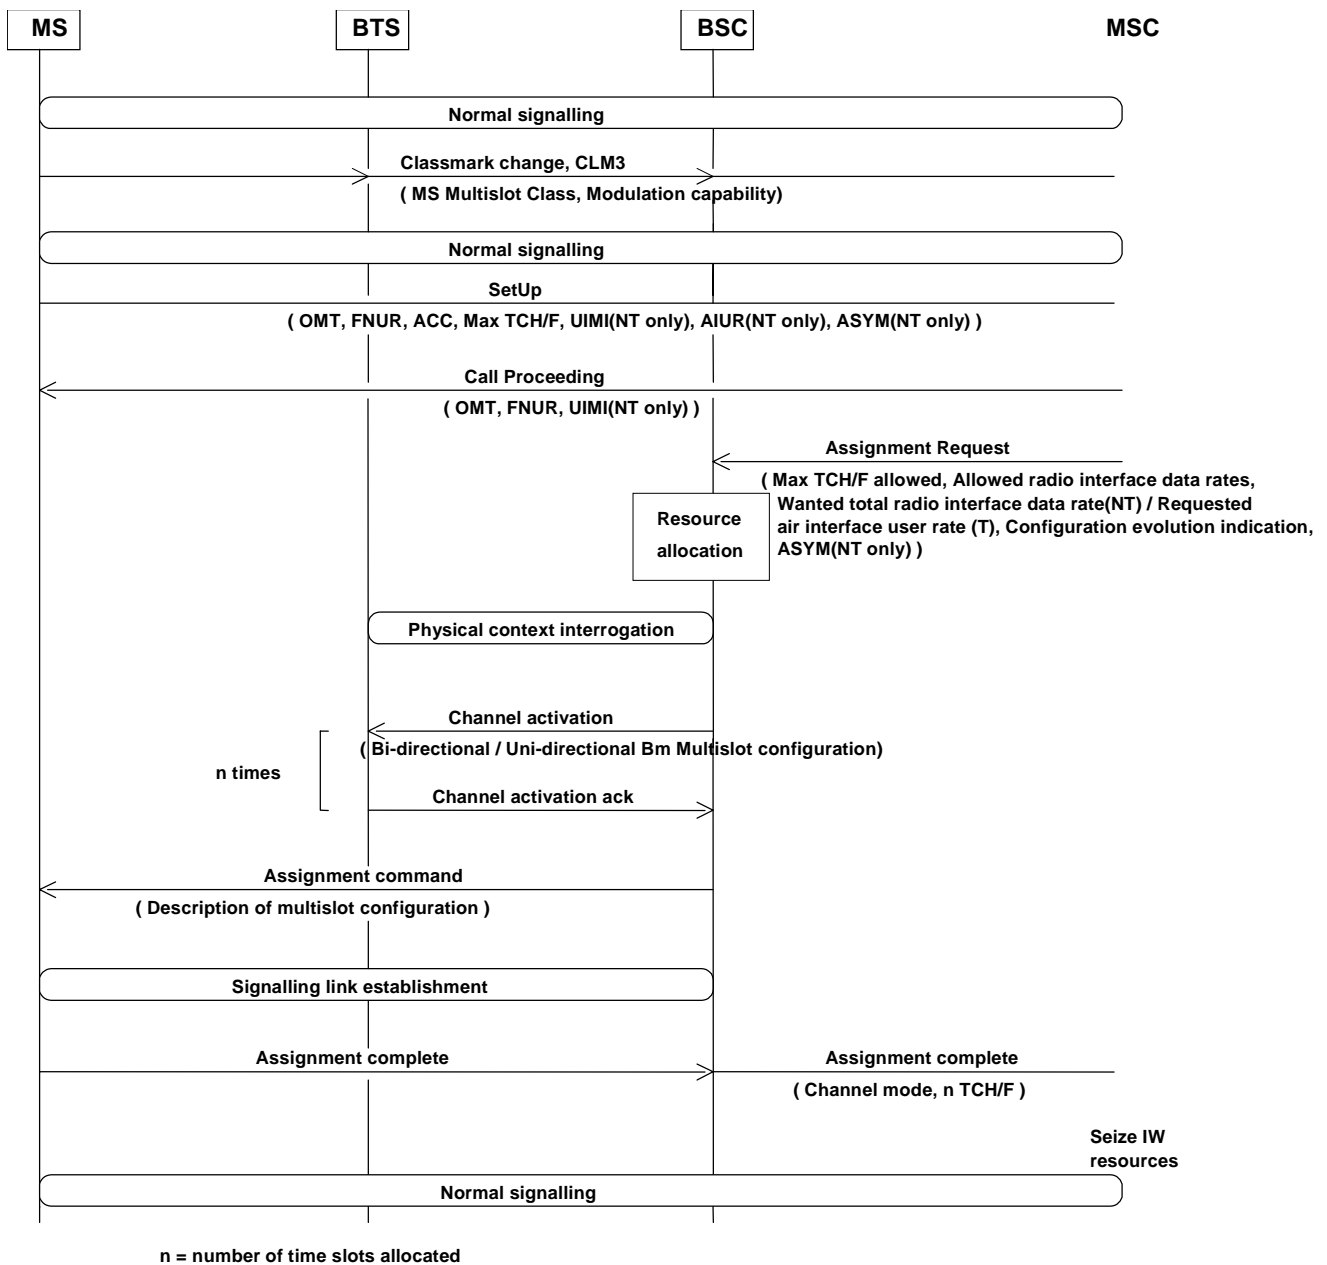 MS BTS BSC MSC
Normal signalling
Classmark change, CLM3
( MS Multislot Class, Modulation capability)
Normal signalling
SetUp
( OMT, FNUR, ACC, Max TCH/F, UIMI(NT only), AIUR(NT only), ASYM(NT only) )
Call Proceeding
( OMT, FNUR, UIMI(NT only) )
Assignment Request
( Max TCH/F allowed, Allowed radio interface data rates,
Wanted total radio interface data rate(NT) / Requested
air interface user rate (T), Configuration evolution indication,
ASYM(NT only) )
Resource
allocation
Physical context interrogation
Channel activation
( Bi-directional / Uni-directional Bm Multislot configuration)
n times
Channel activation ack
Assignment command
( Description of multislot configuration )
Signalling link establishment
Assignment complete Assignment complete
( Channel mode, n TCH/F )
Seize IW
resources
Normal signalling
n = number of time slots allocated